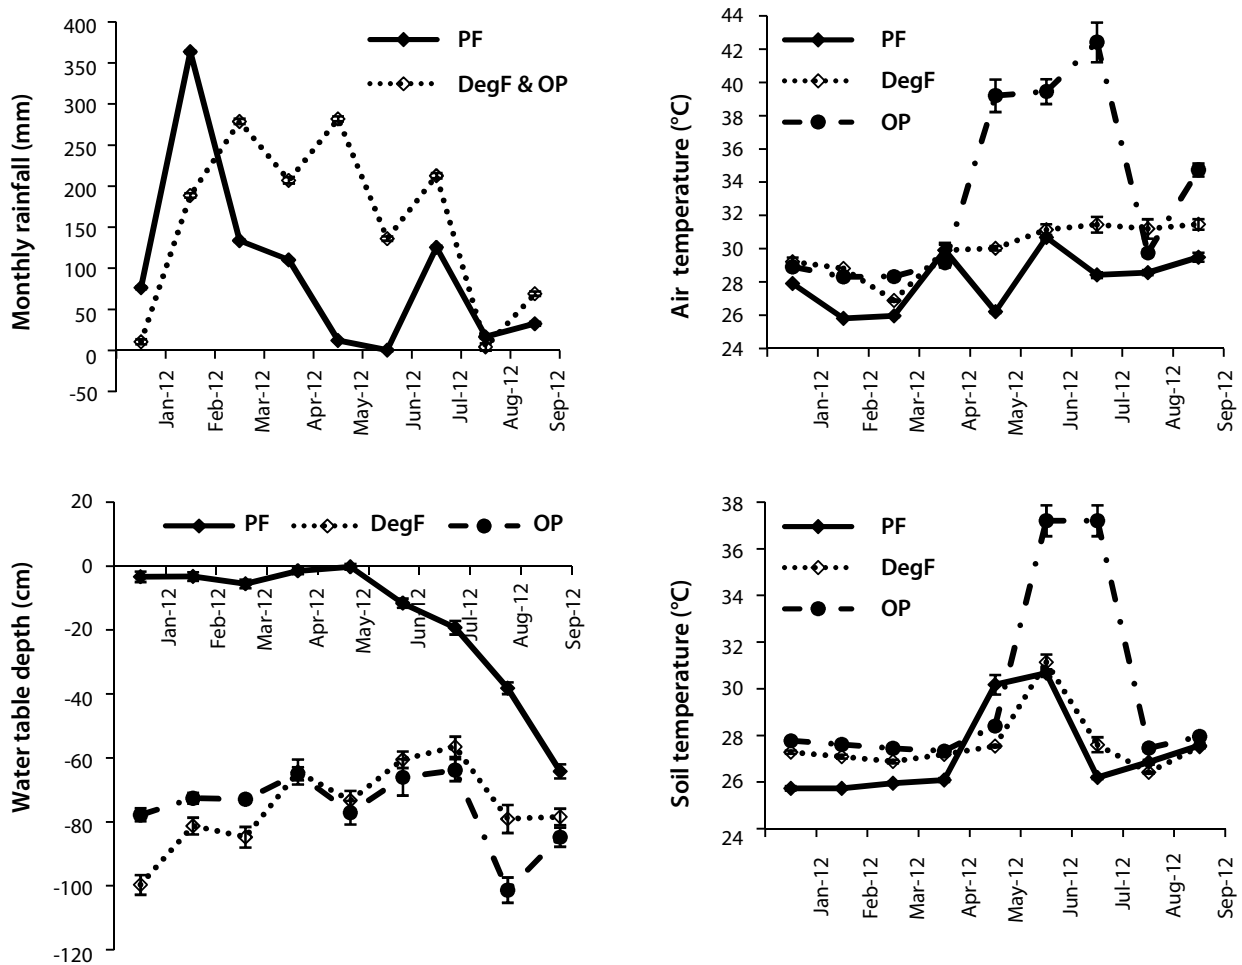 Monthly rainfall (mm)
400
350
300
250
200
150
100
50
0
-50
PF
DegF & OP
Jan-12
Feb-12
Mar-12
Apr-12
May-12
Jun-12
Jul-12
Aug-12
Sep-12
Air temperature (°C)
44
42
40
38
36
34
32
30
28
26
24
PF
DegF
OP
Jan-12
Feb-12
Mar-12
Apr-12
May-12
Jun-12
Jul-12
Aug-12
Sep-12
Water table depth (cm)
20
0
-20
-40
-60
-80
-100
-120
PF DegF OP
Jan-12
Feb-12
Mar-12
Apr-12
May-12
Jun-12
Jul-12
Aug-12
Sep-12
Soil temperature (°C)
38
36
34
32
30
28
26
24
PF
DegF
OP
Jan-12
Feb-12
Mar-12
Apr-12
May-12
Jun-12
Jul-12
Aug-12
Sep-12